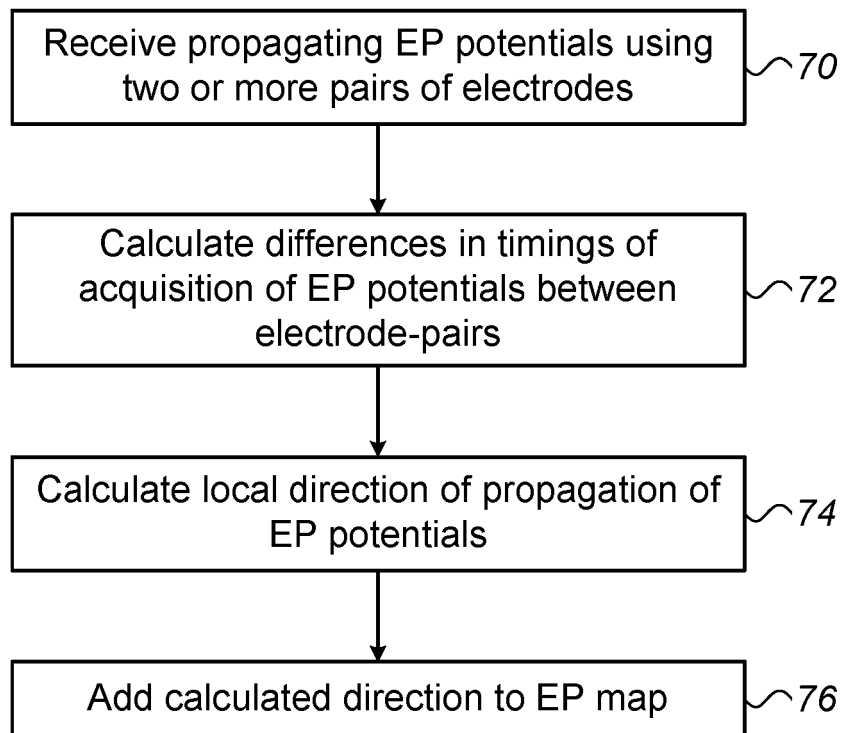 Receive propagating EP potentials using
two or more pairs of electrodes
70
Calculate differences in timings of
acquisition of EP potentials between
electrode-pairs
72
Calculate local direction of propagation of
EP potentials
74
Add calculated direction to EP map
76